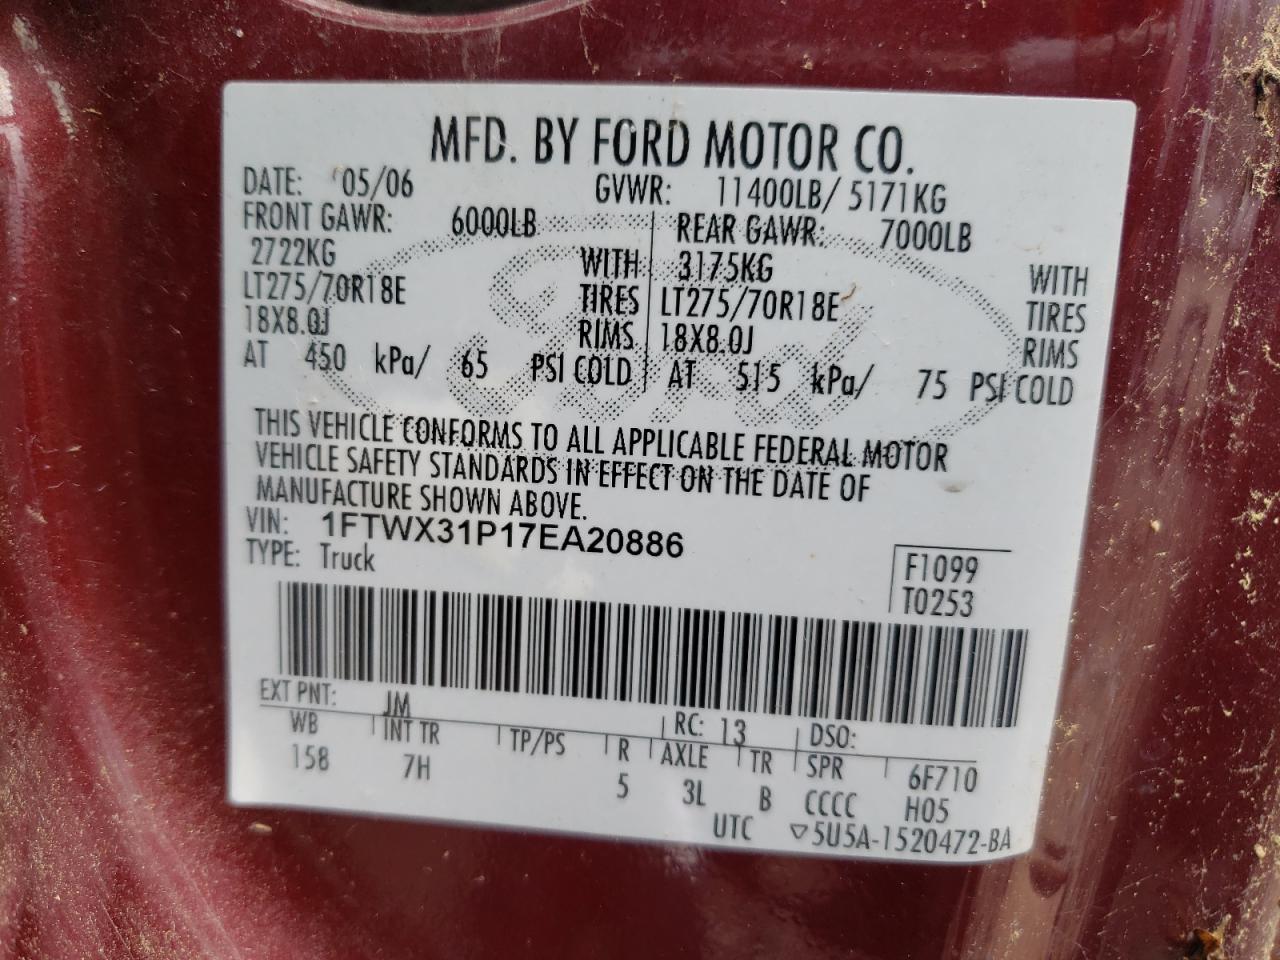 MFD. BY FORD MOTOR CO.
DATE: 05/06 GVWR: 11400LB/ 5171KG
FRONT GAWR: 6000LB REAR GAWR: 7000LB
2722KG WITH 3175KG WITH
LT275/70R18E TIRES LT275/70R18E TIRES
18X8.0J RIMS 18X8.0J RIMS
AT 450 kPa/ 65 PSI COLD AT 515 kPa/ 75 PSI COLD
THIS VEHICLE CONFORMS TO ALL APPLICABLE FEDERAL MOTOR
VEHICLE SAFETY STANDARDS IN EFFECT ON THE DATE OF
MANUFACTURE SHOWN ABOVE.
VIN: 1FTWX31P17EA20886
TYPE: Truck
F1099
T0253
EXT PNT: JM RC: 13 DSO:
WB INT TR TP/PS R AXLE TR SPR 6F710
158 7H 5 3L B CCCC H05
UTC ▽5U5A-1520472-BA
Ford